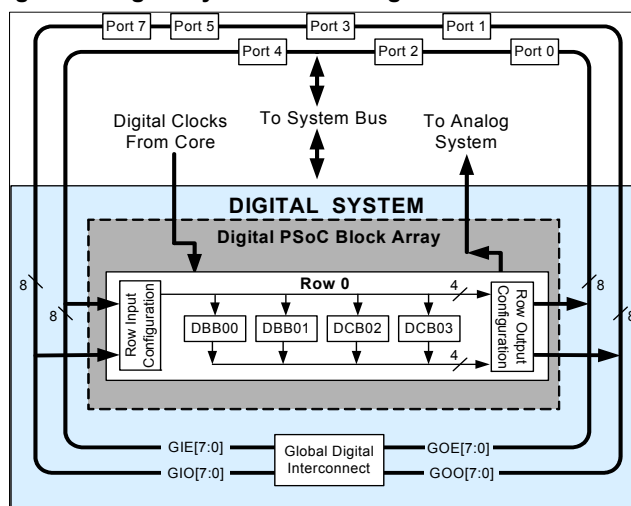 Port 7
Port 5
Port 3
Port 1
Port 4
Port 2
Port 0
Digital Clocks
From Core
To System Bus
To Analog
System
DIGITAL SYSTEM
Digital PSoC Block Array
Row 0
Row Input
Configuration
DBB00
DBB01
DCB02
DCB03
4
4
Row Output
Configuration
8
8
8
8
GIE[7:0]
GIO[7:0]
Global Digital
Interconnect
GOE[7:0]
GOO[7:0]